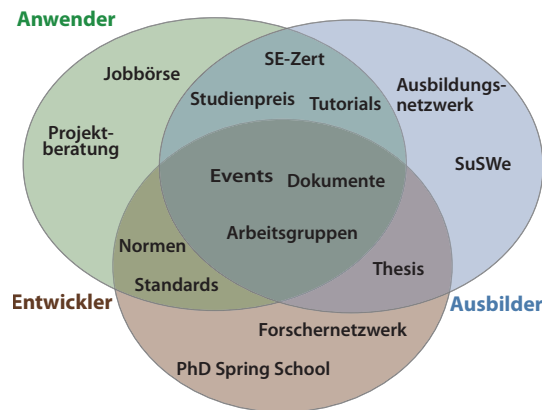 Anwender
SE-Zert
Jobbörse
Ausbildungs-
netzwerk
Studienpreis
Tutorials
Projekt-
beratung
SuSWe
Events
Dokumente
Arbeitsgruppen
Normen
Thesis
Standards
Entwickler
Ausbilder
Forschernetzwerk
PhD Spring School